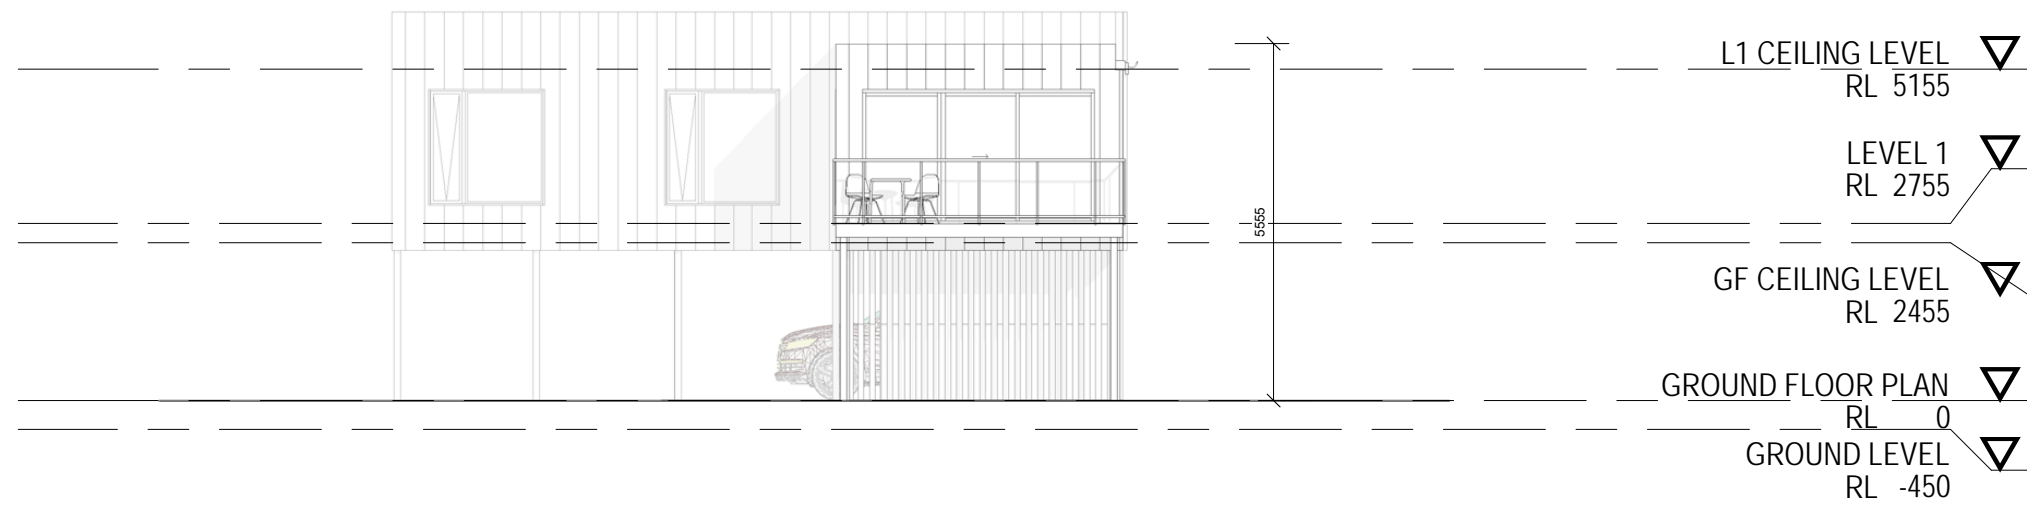 L1 CEILING LEVEL
RL 5155
LEVEL 1
RL 2755
5555
GF CEILING LEVEL
RL 2455
GROUND FLOOR PLAN
RL 0
GROUND LEVEL
RL -450